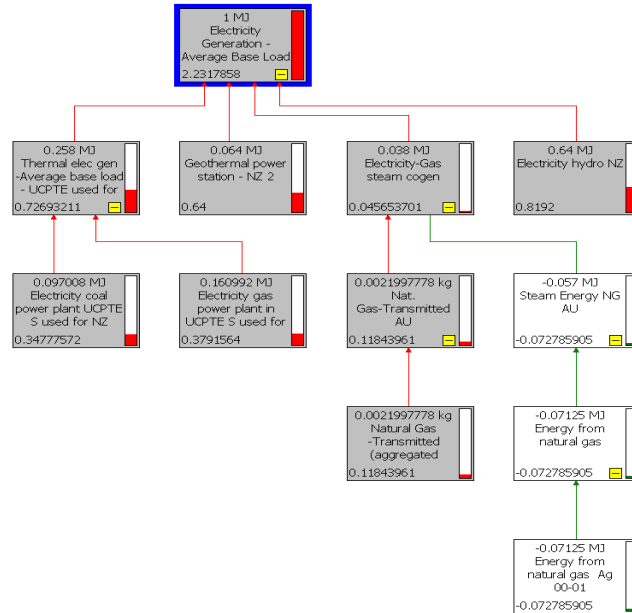 1 MJ
Electricity
Generation -
Average Base Load
2.2317858
0.258 MJ
Thermal elec gen
-Average base load
- UCPTE used for
0.72693211
0.064 MJ
Geothermal power
station - NZ 2
0.64
0.038 MJ
Electricity-Gas
steam cogen
0.045653701
0.64 MJ
Electricity hydro NZ
0.8192
0.097008 MJ
Electricity coal
power plant UCPTE
S used for NZ
0.34777572
0.160992 MJ
Electricity gas
power plant in
UCPTE S used for
0.3791564
0.0021997778 kg
Nat.
Gas-Transmitted
AU
0.11843961
-0.057 MJ
Steam Energy NG
AU
-0.072785905
0.0021997778 kg
Natural Gas
-Transmitted
(aggregated
0.11843961
-0.07125 MJ
Energy from
natural gas
-0.072785905
-0.07125 MJ
Energy from
natural gas Ag
00-01
-0.072785905